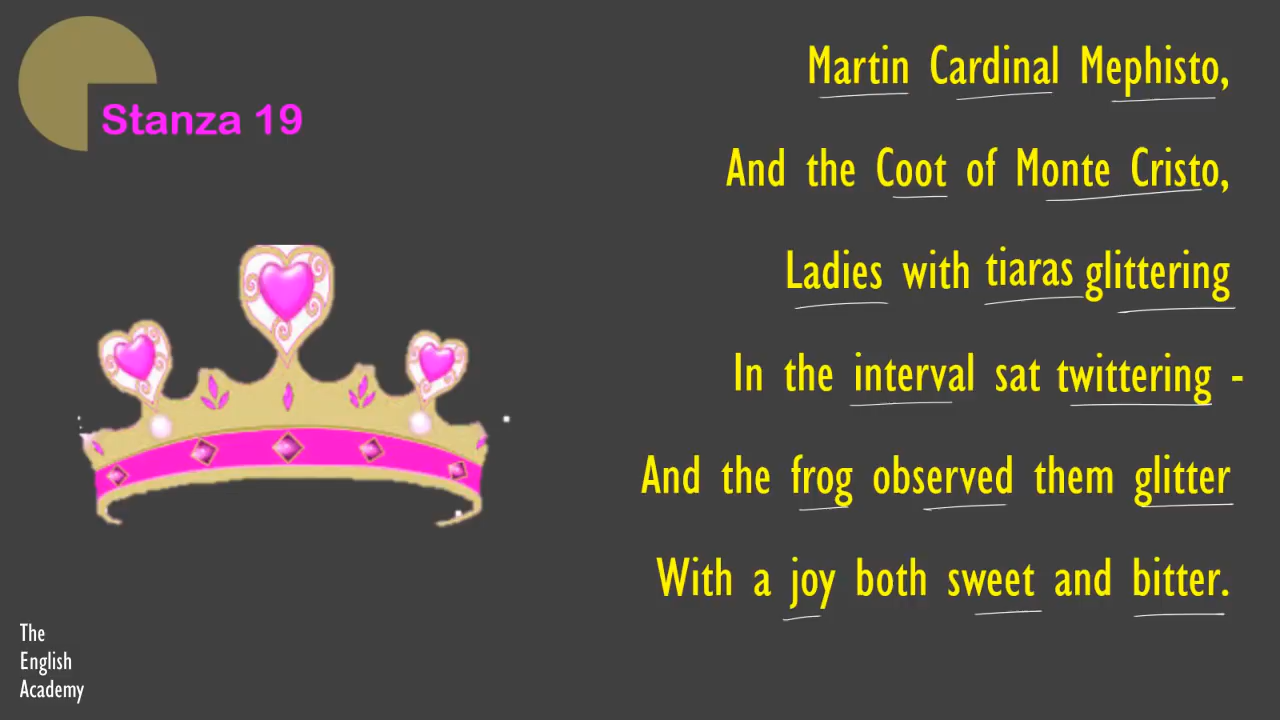 Stanza 19
Martin Cardinal Mephisto,
And the Coot of Monte Cristo,
Ladies with tiaras glittering
In the interval sat twittering -
And the frog observed them glitter
With a joy both sweet and bitter.
The
English
Academy